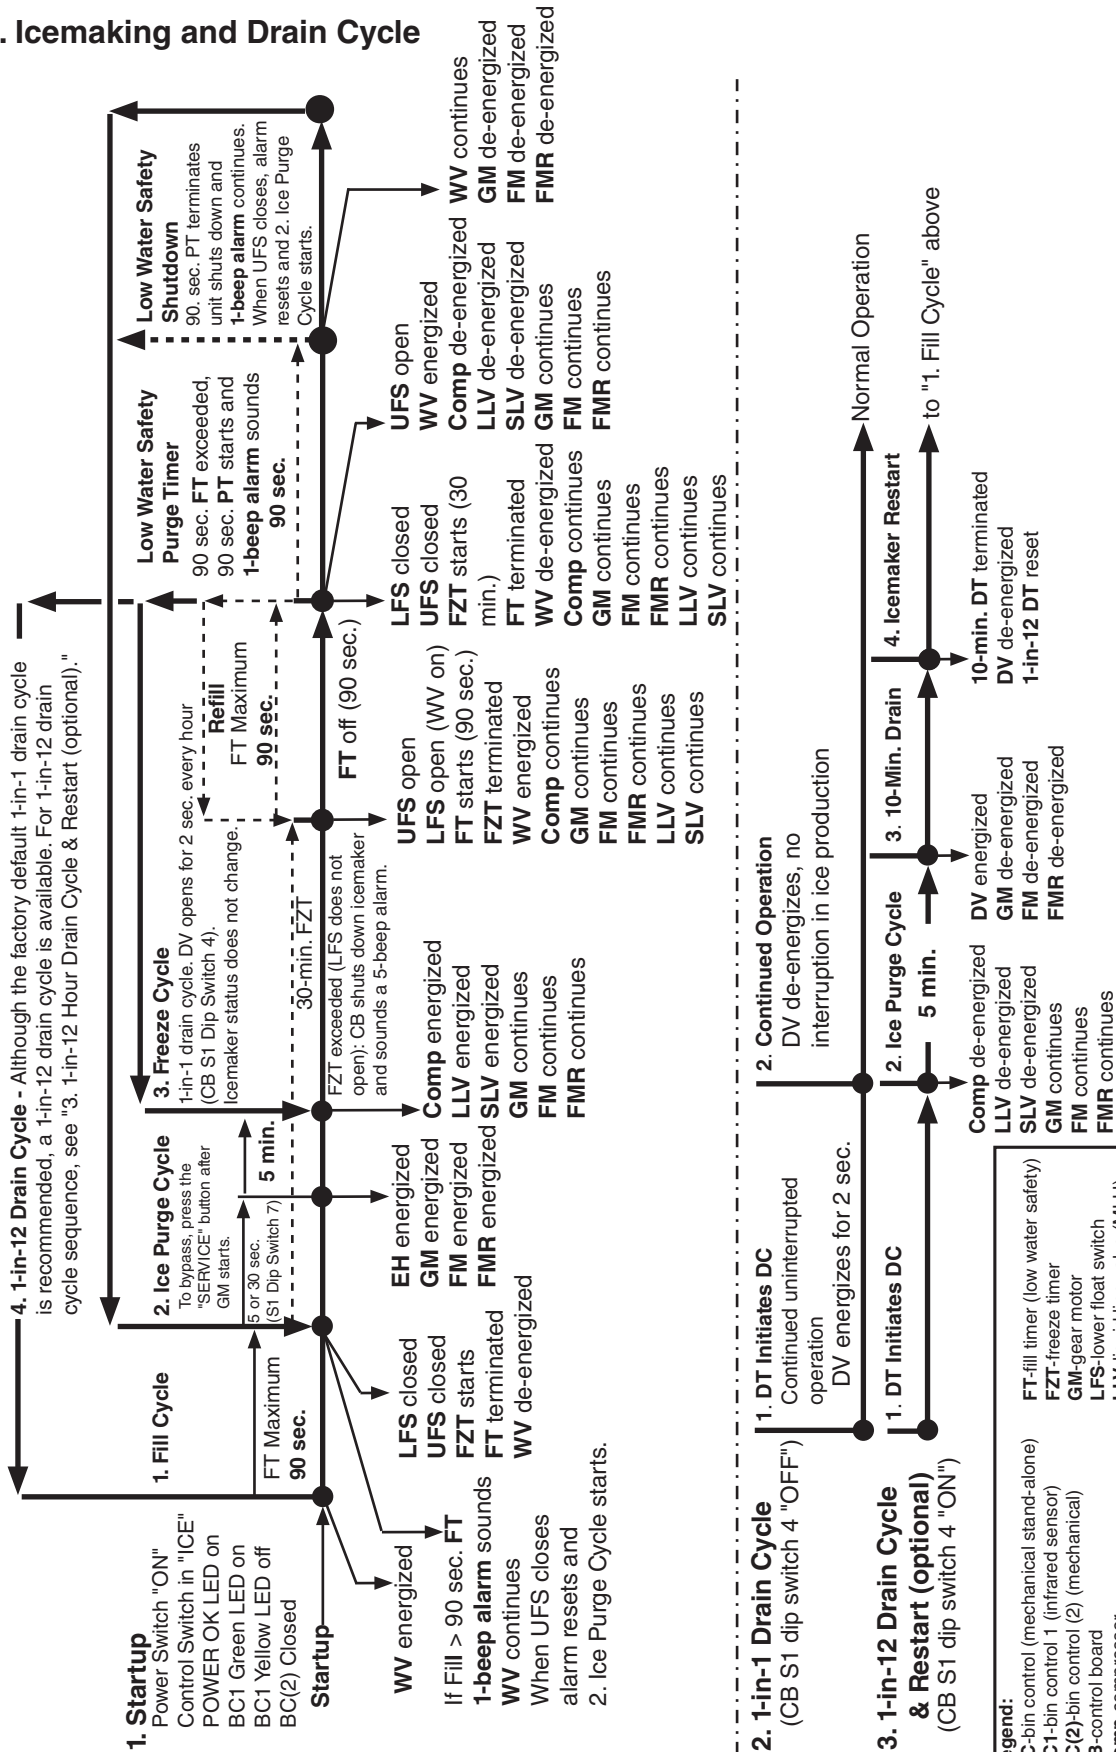 . Icemaking and Drain Cycle
1. Startup
Power Switch "ON"
Control Switch in "ICE"
POWER OK LED on
BC1 Green LED on
BC1 Yellow LED off
BC(2) Closed
Startup
4. 1-in-12 Drain Cycle - Although the factory default 1-in-1 drain cycle
is recommended, a 1-in-12 drain cycle is available. For 1-in-12 drain
cycle sequence, see "3. 1-in-12 Hour Drain Cycle & Restart (optional)."
1. Fill Cycle
FT Maximum
90 sec.
WV energized
If Fill > 90 sec. FT
1-beep alarm sounds
WV continues
When UFS closes
alarm resets and
2. Ice Purge Cycle starts.
2. Ice Purge Cycle
To bypass, press the
"SERVICE" button after
GM starts.
5 or 30 sec.
(S1 Dip Switch 7)
5 min.
LFS closed
UFS closed
FZT starts
FT terminated
WV de-energized
EH energized
GM energized
FM energized
FMR energized
3. Freeze Cycle
1-in-1 drain cycle. DV opens for 2 sec. every hour
(CB S1 Dip Switch 4).
Icemaker status does not change.
30-min. FZT
FZT exceeded (LFS does not
open): CB shuts down icemaker
and sounds a 5-beep alarm.
Comp energized
LLV energized
SLV energized
GM continues
FM continues
FMR continues
Refill
FT Maximum
90 sec.
FT off (90 sec.)
UFS open
LFS open (WV on)
FT starts (90 sec.)
FZT terminated
WV energized
Comp continues
GM continues
FM continues
FMR continues
LLV continues
SLV continues
Low Water Safety
Purge Timer
90 sec. FT exceeded,
90 sec. PT starts and
1-beep alarm sounds
90 sec.
LFS closed
UFS closed
FZT starts (30
min.)
FT terminated
WV de-energized
Comp continues
GM continues
FM continues
FMR continues
LLV continues
SLV continues
Low Water Safety
Shutdown
90. sec. PT terminates
unit shuts down and
1-beep alarm continues.
When UFS closes, alarm
resets and 2. Ice Purge
Cycle starts.
UFS open
WV energized
Comp de-energized
LLV de-energized
SLV de-energized
GM continues
FM continues
FMR continues
WV continues
GM de-energized
FM de-energized
FMR de-energized
2. 1-in-1 Drain Cycle
(CB S1 dip switch 4 "OFF")
1. DT Initiates DC
Continued uninterrupted
operation
DV energizes for 2 sec.
2. Continued Operation
DV de-energizes, no
interruption in ice production
Normal Operation
3. 1-in-12 Drain Cycle
& Restart (optional)
(CB S1 dip switch 4 "ON")
1. DT Initiates DC
2. Ice Purge Cycle
5 min.
3. 10-Min. Drain
4. Icemaker Restart
to "1. Fill Cycle" above
Comp de-energized
LLV de-energized
SLV de-energized
GM continues
FM continues
FMR continues
DV energized
GM de-energized
FM de-energized
FMR de-energized
10-min. DT terminated
DV de-energized
1-in-12 DT reset
egend:
C-bin control (mechanical stand-alone)
C1-bin control 1 (infrared sensor)
C(2)-bin control (2) (mechanical)
B-control board
FT-fill timer (low water safety)
FZT-freeze timer
GM-gear motor
LFS-lower float switch